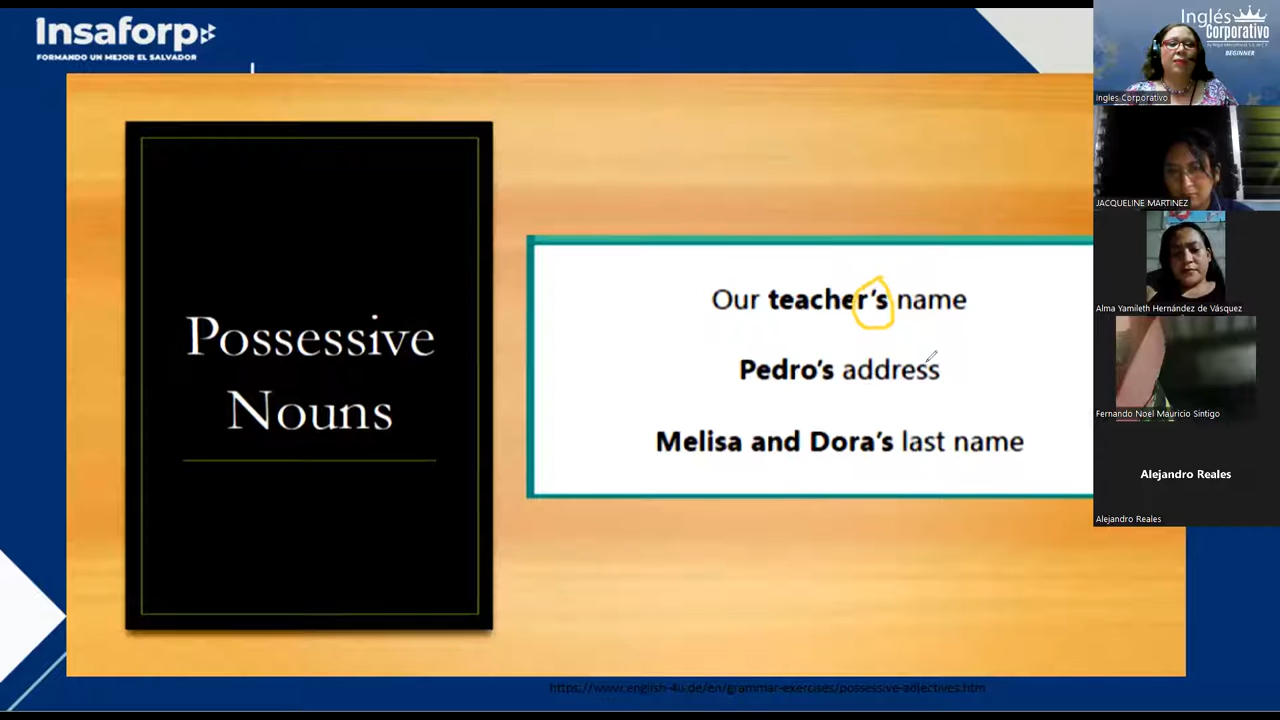 Insaforp
FORMANDO UN MEJOR EL SALVADOR
Possessive
Nouns
Our teacher's name
Pedro's address
Melisa and Dora's last name
https://www.english-4u.de/en/grammar-exercises/possessive-adjectives.htm
Inglés
Corporativo
BEGINNER
Ingles Corporativo
JACQUELINE MARTINEZ
Alma Yamileth Hernández de Vásquez
Fernando Noel Mauricio Sintigo
Alejandro Reales
Alejandro Reales